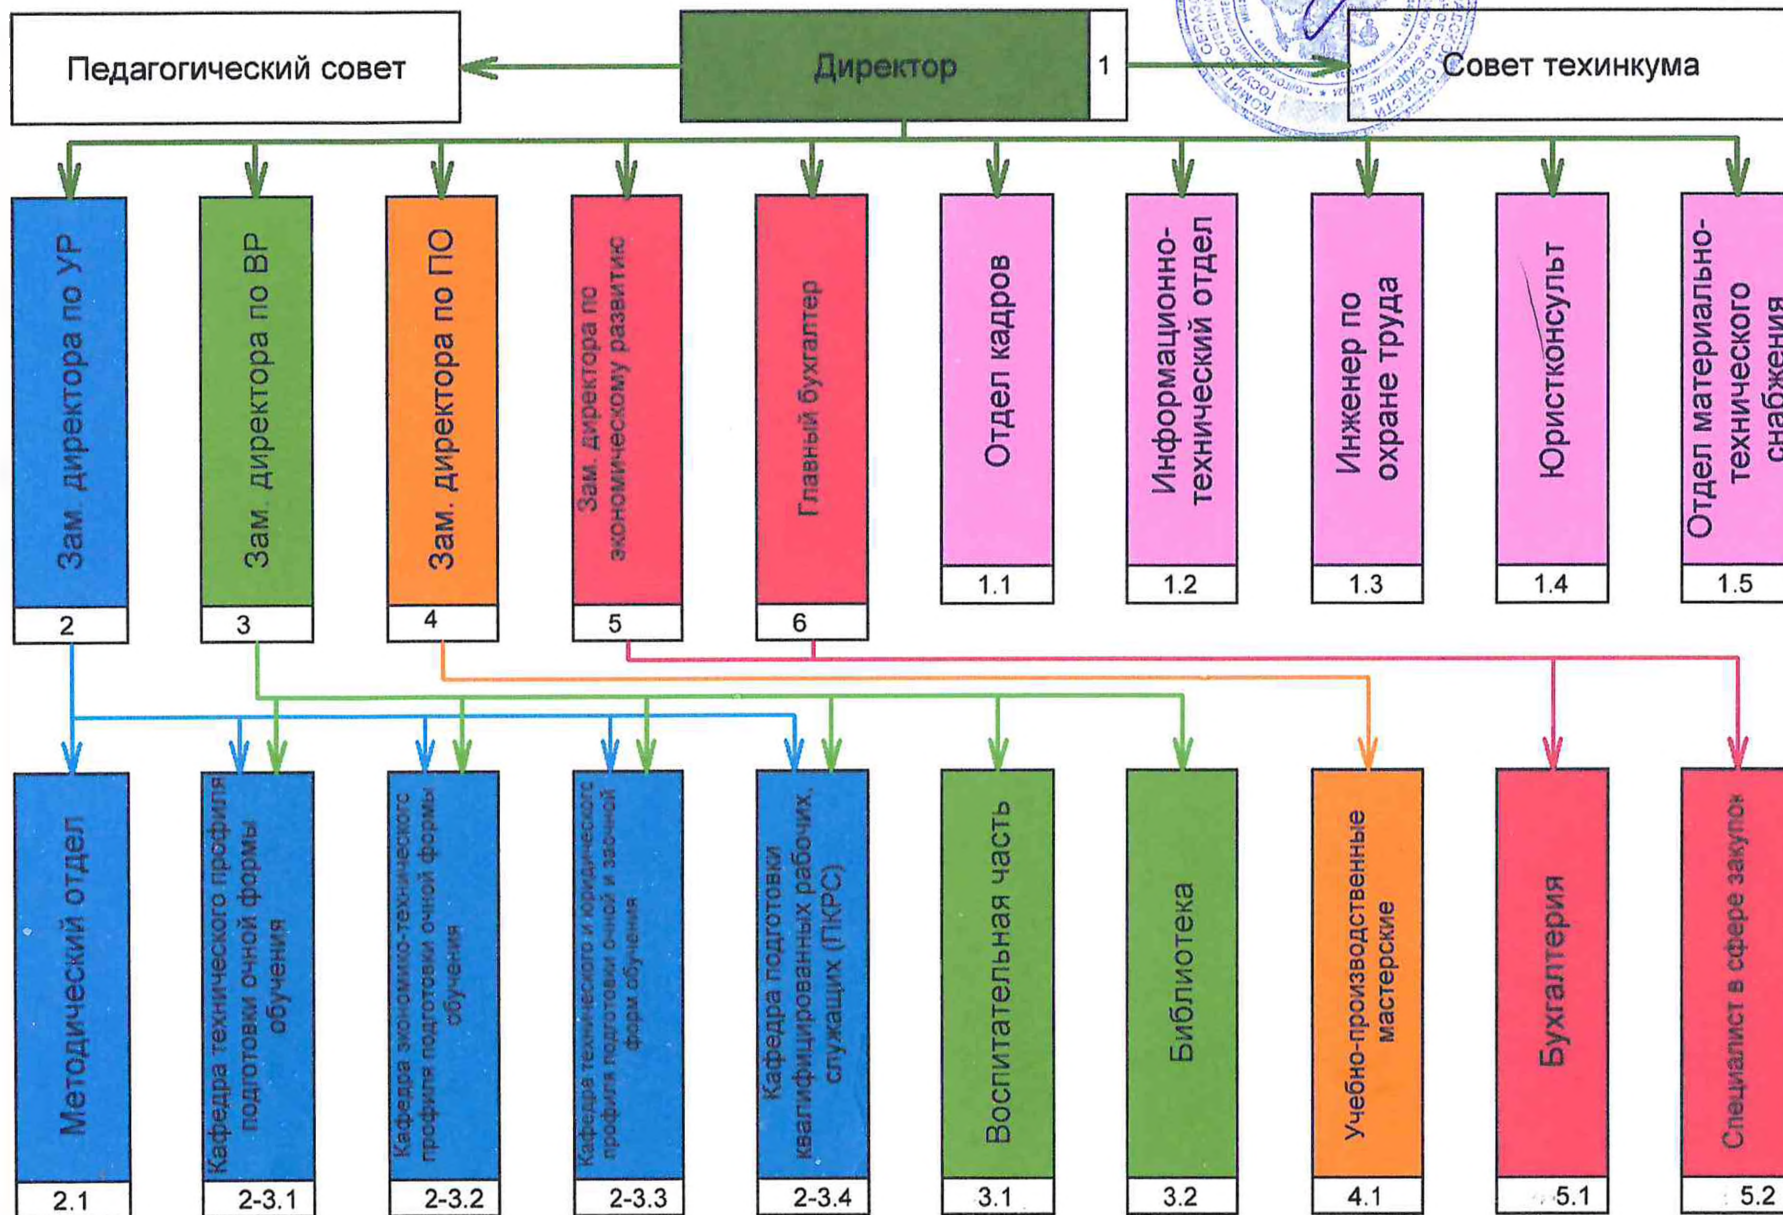 Педагогический совет
Директор
1
Совет техинкума
Зам. директора по УР
2
Зам. директора по ВР
3
Зам. директора по ПО
4
Зам. директора по
экономическому развитию
5
Главный бухгалтер
6
Отдел кадров
1.1
Информационно-
технический отдел
1.2
Инженер по
охране труда
1.3
Юристконсульт
1.4
Отдел материально-
технического
снабжения
1.5
Методический отдел
2.1
Кафедра технического профиля
подготовки очной формы
обучения
2-3.1
Кафедра экономико-технического
профиля подготовки очной формы
обучения
2-3.2
Кафедра технического и юридического
профиля подготовки очной и заочной
форм обучения
2-3.3
Кафедра подготовки
квалифицированных рабочих,
служащих (ПКРС)
2-3.4
Воспитательная часть
3.1
Библиотека
3.2
Учебно-производственные
мастерские
4.1
Бухгалтерия
5.1
Специалист в сфере закупок
5.2